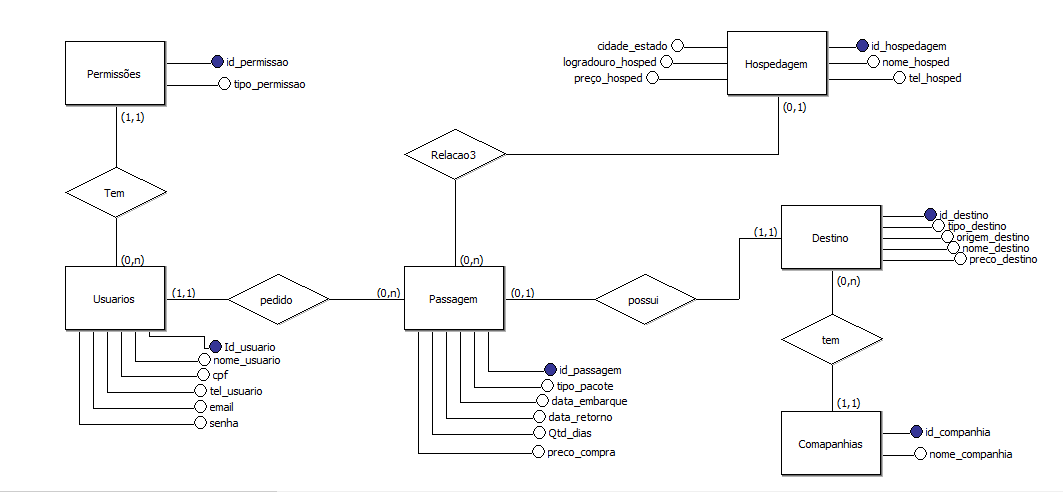 Permissões
id_permissao
tipo_permissao
(1,1)
Tem
(0,n)
cidade_estado
logradouro_hosped
preço_hosped
Hospedagem
id_hospedagem
nome_hosped
tel_hosped
(0,1)
Relacao3
(0,n)
Usuarios
(1,1)
pedido
(0,n)
Passagem
(0,1)
possui
(1,1)
Destino
id_destino
tipo_destino
origem_destino
nome_destino
preco_destino
(0,n)
tem
(1,1)
Comapanhias
id_companhia
nome_companhia
Id_usuario
nome_usuario
cpf
tel_usuario
email
senha
id_passagem
tipo_pacote
data_embarque
data_retorno
Qtd_dias
preco_compra